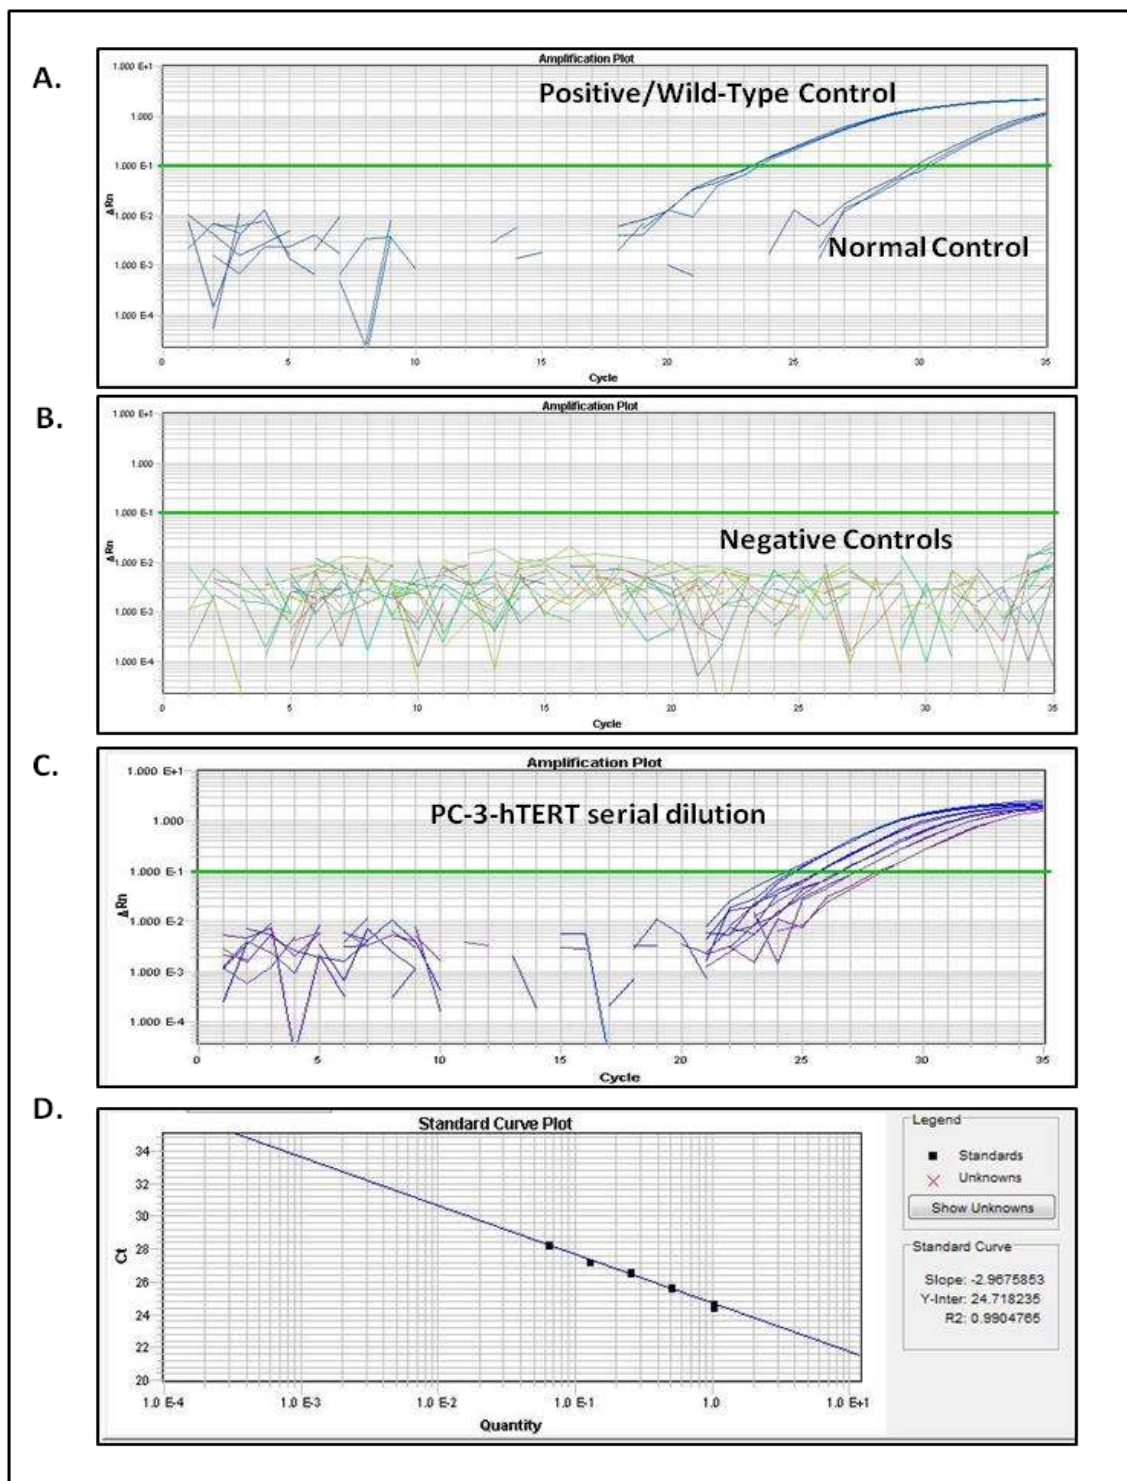 A.
Amplification Plot
Positive/Wild-Type Control
Normal Control
1.000 E+1
1.000
1.000 E-1
1.000 E-2
1.000 E-3
1.000 E-4
ΔRn
0 5 10 15 20 25 30 35
Cycle
B.
Amplification Plot
Negative Controls
1.000 E+1
1.000
1.000 E-1
1.000 E-2
1.000 E-3
1.000 E-4
ΔRn
0 5 10 15 20 25 30 35
Cycle
C.
Amplification Plot
PC-3-hTERT serial dilution
1.000 E+1
1.000
1.000 E-1
1.000 E-2
1.000 E-3
1.000 E-4
ΔRn
0 5 10 15 20 25 30 35
Cycle
D.
Standard Curve Plot
34
32
30
28
26
24
22
20
Ct
1.0 E-4 1.0 E-3 1.0 E-2 1.0 E-1 1.0 1.0 E+1
Quantity
Legend
Standards
Unknowns
Show Unknowns
Standard Curve
Slope: -2.9675853
Y-Inter: 24.718235
R2: 0.9904765